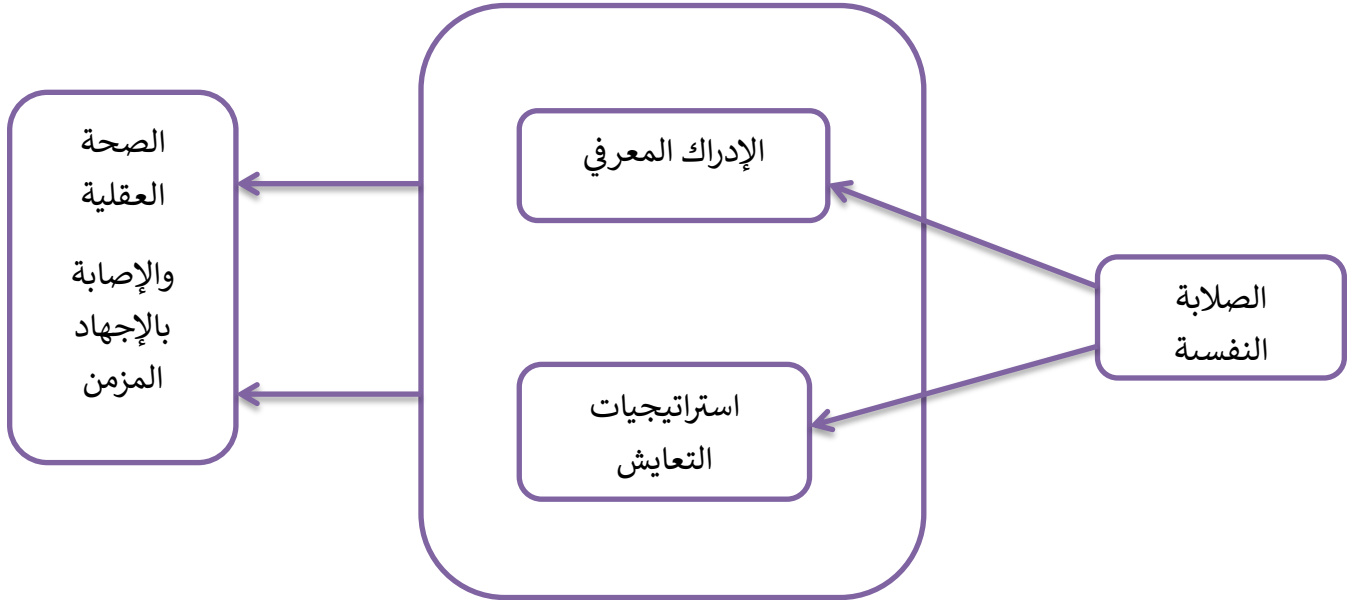 الصلابة
النفسة
الإدراك المعرفي
استراتيجيات
التعايش
الصحة
العقلية
والإصابة
بالإجهاد
المزمن